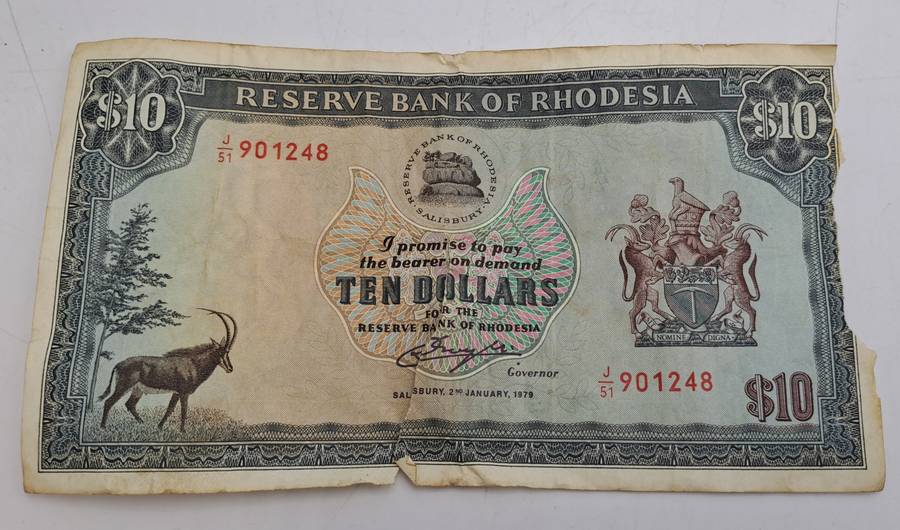 RESERVE BANK OF RHODESIA
$10
$10
J/51 901248
RESERVE BANK OF RHODESIA
SALISBURY
I promise to pay
the bearer on demand
TEN DOLLARS
FOR THE
RESERVE BANK OF RHODESIA
Governor
SALISBURY, 2ND JANUARY, 1979
NOMINE DIGNA
J/51 901248
$10